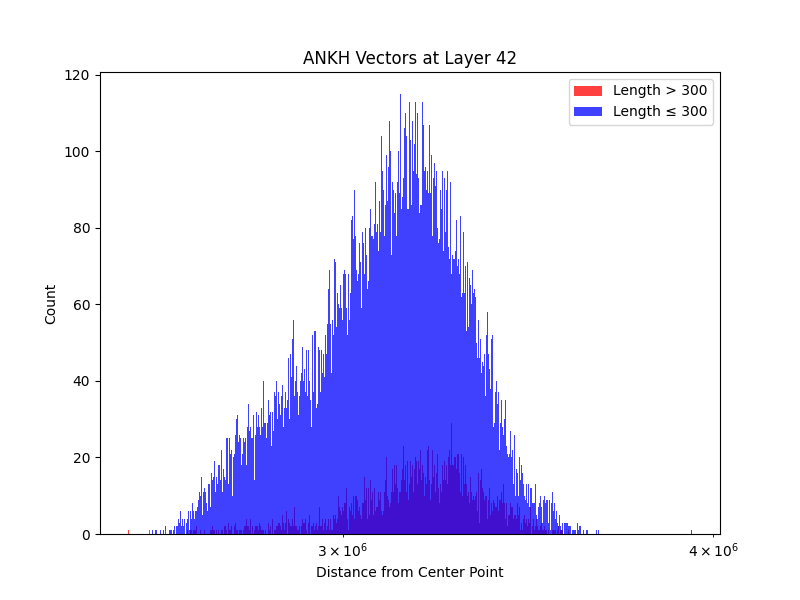 ANKH Vectors at Layer 42
Length > 300
Length ≤ 300
120
100
80
60
40
20
0
Count
3 × 10⁶
4 × 10⁶
Distance from Center Point